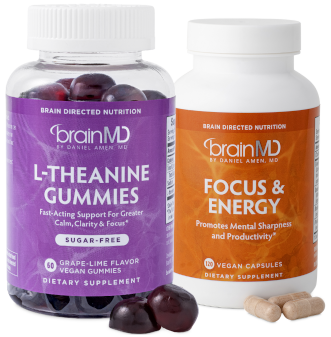 BRAIN DIRECTED NUTRITION
brainMD
BY DANIEL AMEN, MD
L-THEANINE
GUMMIES
Fast-Acting Support For Greater
Calm, Clarity & Focus*
SUGAR-FREE
60 GRAPE-LIME FLAVOR
VEGAN GUMMIES
DIETARY SUPPLEMENT
BRAIN DIRECTED NUTRITION
brainMD
BY DANIEL AMEN, MD
FOCUS &
ENERGY
Promotes Mental Sharpness
and Productivity*
120 VEGAN CAPSULES
DIETARY SUPPLEMENT